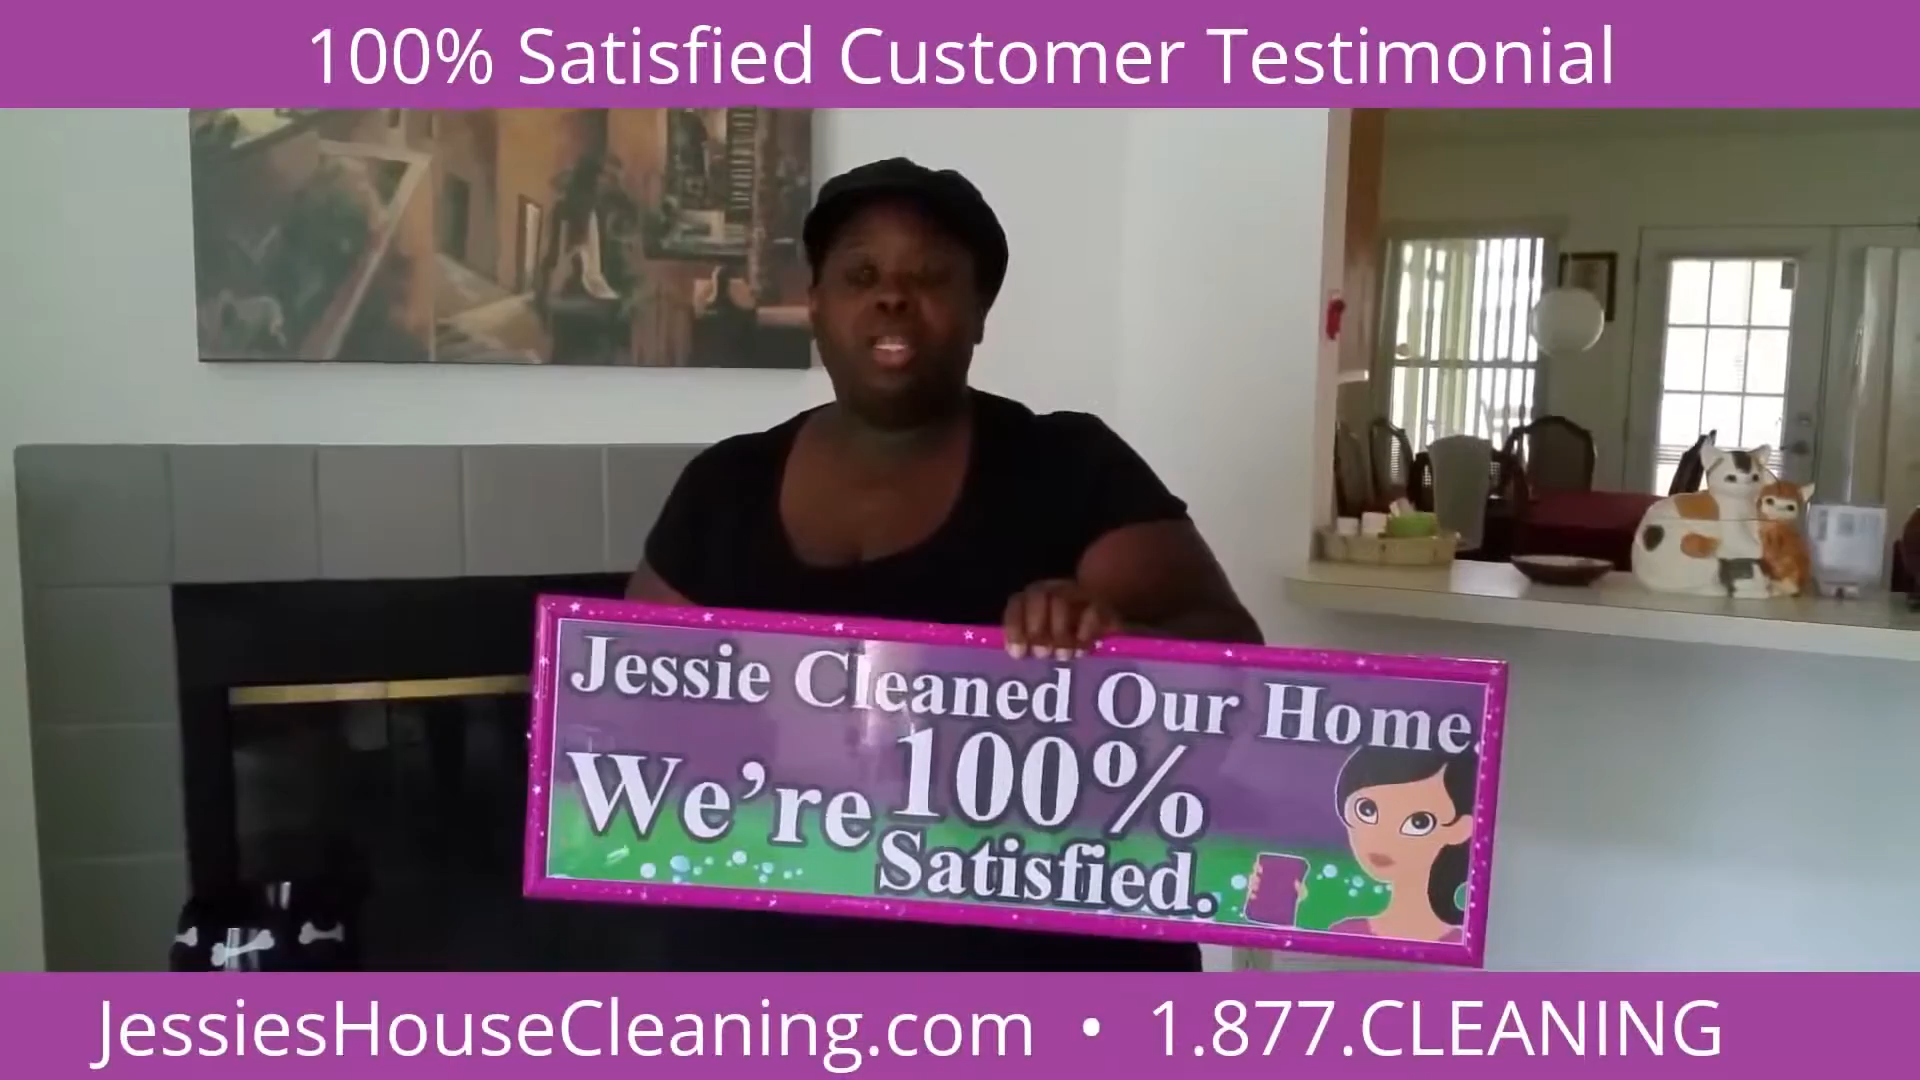 100% Satisfied Customer Testimonial
Jessie Cleaned Our Home.
We're 100%
Satisfied.
JessiesHouseCleaning.com • 1.877.CLEANING